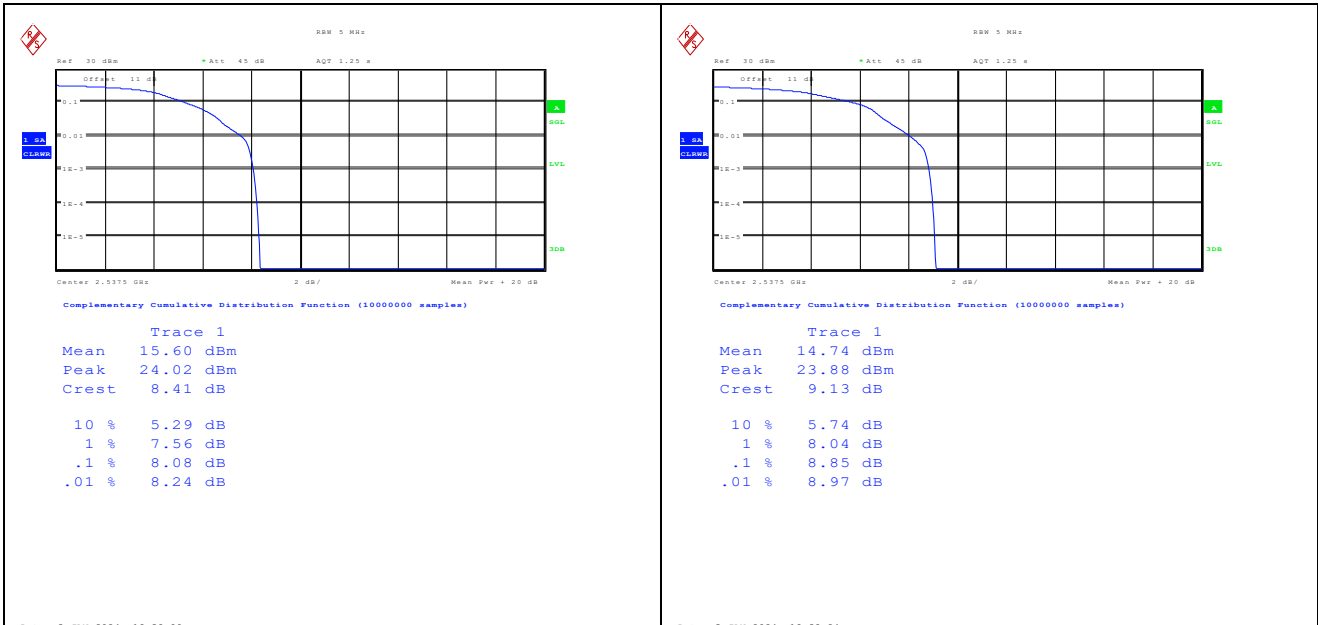 RBW 5 MHz
Ref 30 dBm * Att 45 dB AQT 1.25 s
Offset 11 dB
0.1
0.01
1E-3
1E-4
1E-5
1 SA
CLRWR
A
SGL
LVL
3DB
Center 2.5375 GHz 2 dB/ Mean Pwr + 20 dB
Complementary Cumulative Distribution Function (10000000 samples)
Trace 1
Mean 15.60 dBm
Peak 24.02 dBm
Crest 8.41 dB
10 % 5.29 dB
1 % 7.56 dB
.1 % 8.08 dB
.01 % 8.24 dB
RBW 5 MHz
Ref 30 dBm * Att 45 dB AQT 1.25 s
Offset 11 dB
0.1
0.01
1E-3
1E-4
1E-5
1 SA
CLRWR
A
SGL
LVL
3DB
Center 2.5375 GHz 2 dB/ Mean Pwr + 20 dB
Complementary Cumulative Distribution Function (10000000 samples)
Trace 1
Mean 14.74 dBm
Peak 23.88 dBm
Crest 9.13 dB
10 % 5.74 dB
1 % 8.04 dB
.1 % 8.85 dB
.01 % 8.97 dB